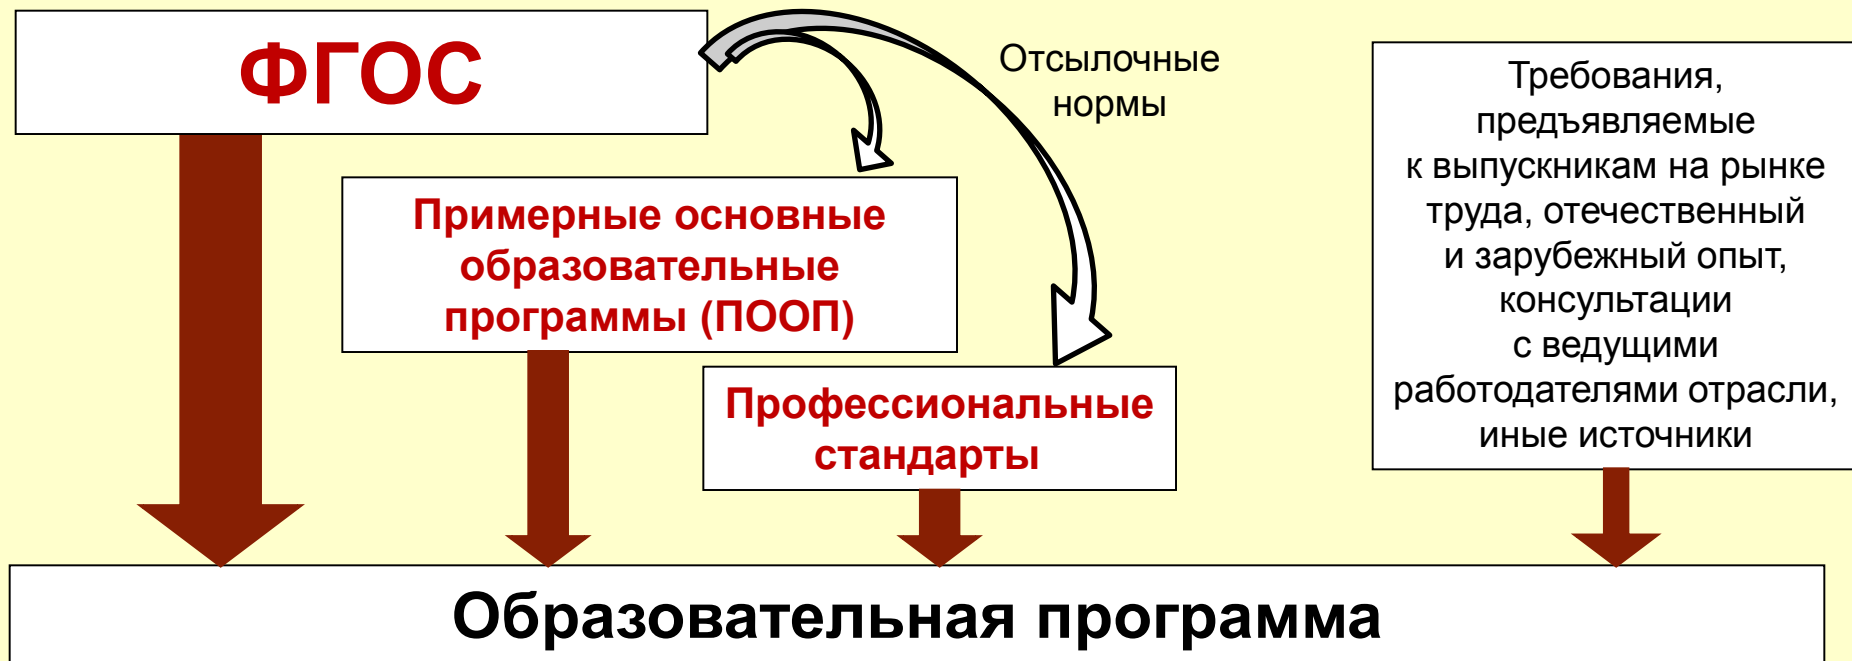 ФГОС
Отсылочные
нормы
Требования,
предъявляемые
к выпускникам на рынке
труда, отечественный
и зарубежный опыт,
консультации
с ведущими
работодателями отрасли,
иные источники
Примерные основные
образовательные
программы (ПООП)
Профессиональные
стандарты
Образовательная программа